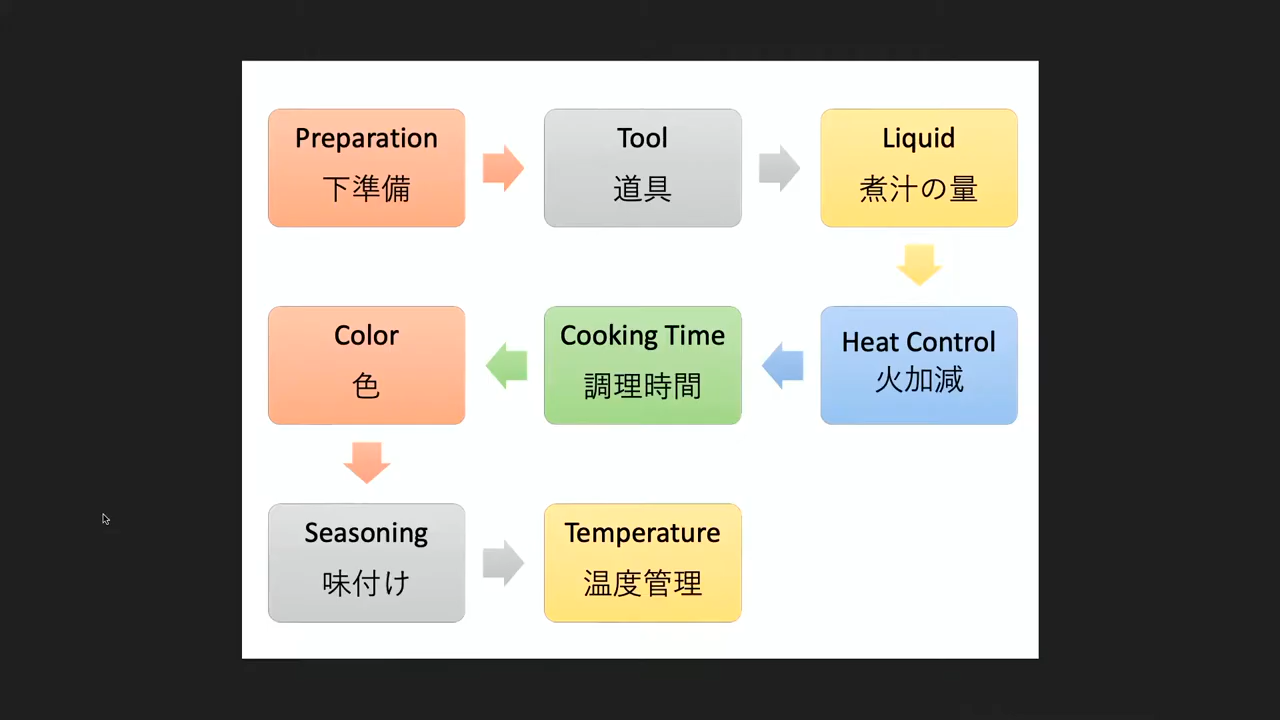 Preparation
下準備
Tool
道具
Liquid
煮汁の量
Heat Control
火加減
Cooking Time
調理時間
Color
色
Seasoning
味付け
Temperature
温度管理